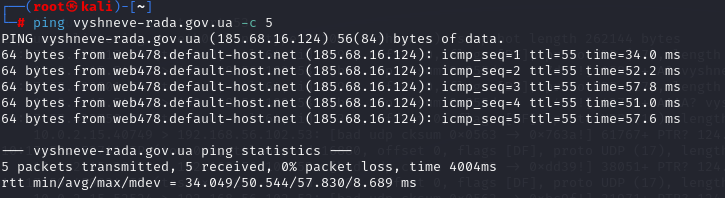 ┌──(root㉿kali)-[~]
└─# ping vyshneve-rada.gov.ua -c 5
PING vyshneve-rada.gov.ua (185.68.16.124) 56(84) bytes of data.
64 bytes from web478.default-host.net (185.68.16.124): icmp_seq=1 ttl=55 time=34.0 ms
64 bytes from web478.default-host.net (185.68.16.124): icmp_seq=2 ttl=55 time=52.2 ms
64 bytes from web478.default-host.net (185.68.16.124): icmp_seq=3 ttl=55 time=57.8 ms
64 bytes from web478.default-host.net (185.68.16.124): icmp_seq=4 ttl=55 time=51.0 ms
64 bytes from web478.default-host.net (185.68.16.124): icmp_seq=5 ttl=55 time=57.6 ms
--- vyshneve-rada.gov.ua ping statistics ---
5 packets transmitted, 5 received, 0% packet loss, time 4004ms
rtt min/avg/max/mdev = 34.049/50.544/57.830/8.689 ms